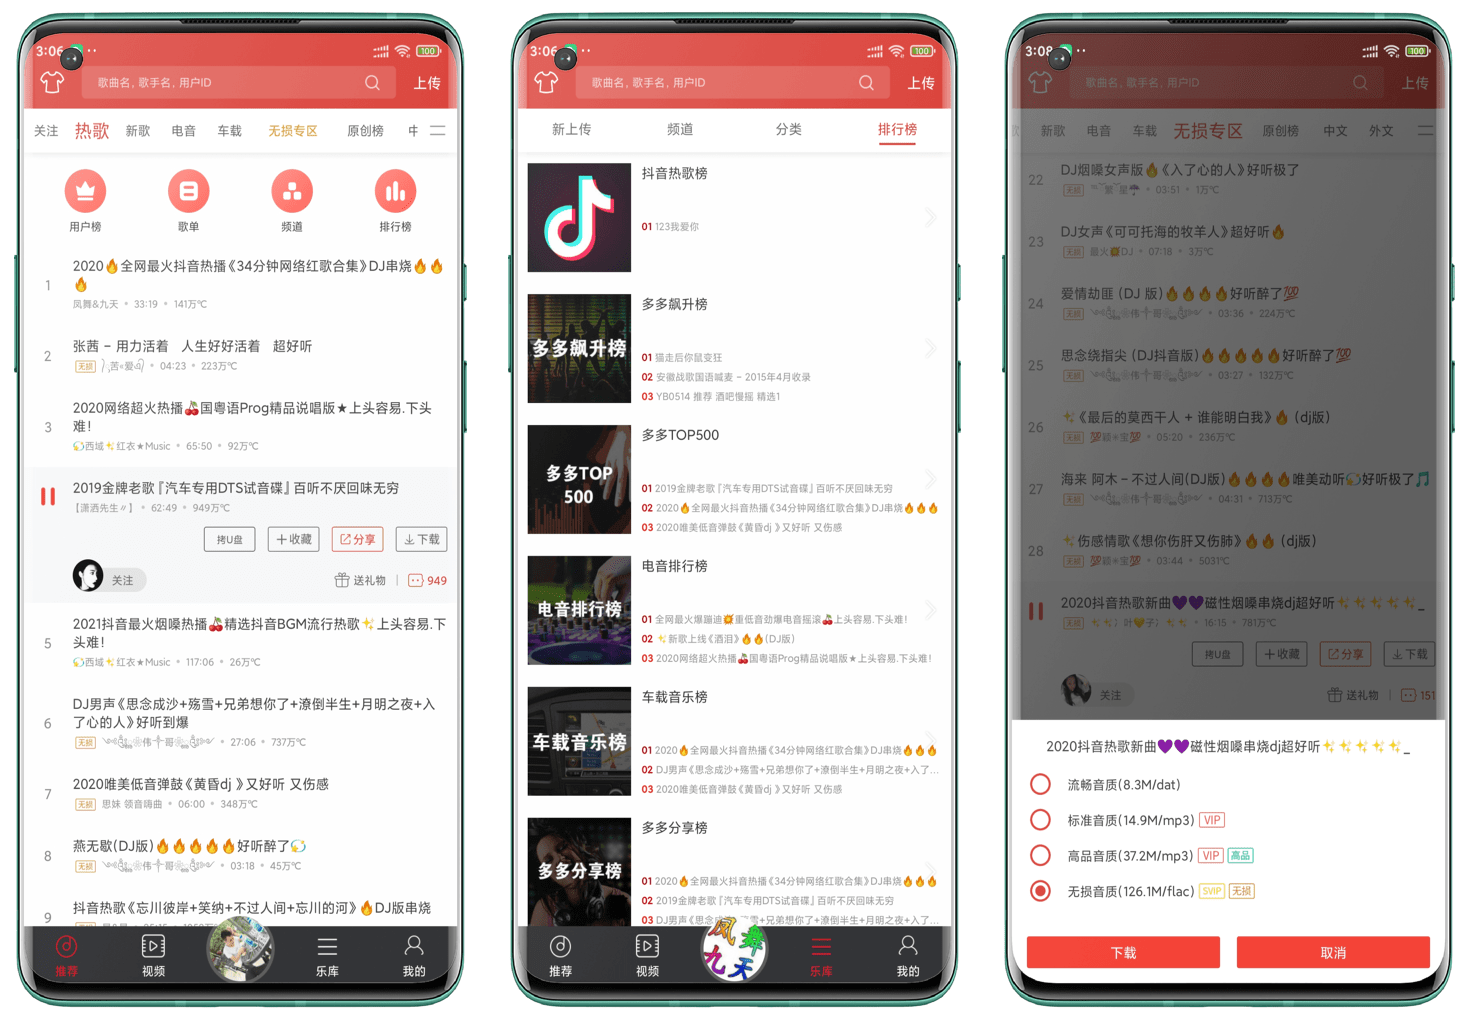 3:06
100
歌曲名, 歌手名, 用户ID
上传
关注 热歌 新歌 电音 车载 无损专区 原创榜 中
用户榜 歌单 频道 排行榜
1
2020🔥全网最火抖音热播《34分钟网络红歌合集》DJ串烧🔥🔥
🔥
凤舞&九天 • 33:19 • 141万℃
2
张茜 – 用力活着 人生好好活着 超好听
无损 • 04:23 • 223万℃
3
2020网络超火热播🍒国粤语Prog精品说唱版★上头容易.下头
难!
💫西域✨红衣★Music • 65:50 • 92万℃
2019金牌老歌『汽车专用DTS试音碟』百听不厌回味无穷
【潇洒先生〃】 • 62:49 • 949万℃
拷U盘 +收藏 分享 下载
关注 送礼物 949
5
2021抖音最火烟嗓热播🍒精选抖音BGM流行热歌✨上头容易.下
头难!
💫西域✨红衣★Music • 117:06 • 26万℃
6
DJ男声《思念成沙+殇雪+兄弟想你了+潦倒半生+月明之夜+入
了心的人》好听到爆
无损 伟╀哥 • 27:06 • 737万℃
7
2020唯美低音弹鼓《黄昏dj 》又好听 又伤感
无损 思妹 领音嗨曲 • 06:00 • 348万℃
8
燕无歇(DJ版)🔥🔥🔥🔥🔥好听醉了💫
无损 伟╀哥 • 03:18 • 45万℃
9
抖音热歌《忘川彼岸+笑纳+不过人间+忘川的河》🔥DJ版串烧
推荐 视频 乐库 我的
3:06
100
歌曲名, 歌手名, 用户ID
上传
新上传 频道 分类 排行榜
抖音热歌榜
01 123我爱你
多多飙升榜
多多飙升榜
01 猫走后你鼠变狂
02 安徽战歌国语喊麦 – 2015年4月收录
03 YB0514 推荐 酒吧慢摇 精选1
多多TOP
500
多多TOP500
01 2019金牌老歌『汽车专用DTS试音碟』百听不厌回味无穷
02 2020🔥全网最火抖音热播《34分钟网络红歌合集》DJ串烧🔥🔥🔥
03 2020唯美低音弹鼓《黄昏dj 》又好听 又伤感
电音排行榜
电音排行榜
01 全网最火爆蹦迪💥重低音劲爆电音摇滚🍒上头容易.下头难!
02 ✨新歌上线《酒泪》🔥🔥(DJ版)
03 2020网络超火热播🍒国粤语Prog精品说唱版★上头容易.下头难!
车载音乐榜
车载音乐榜
01 2020🔥全网最火抖音热播《34分钟网络红歌合集》DJ串烧🔥🔥🔥
02 DJ男声《思念成沙+殇雪+兄弟想你了+潦倒半生+月明之夜+入了...
03 2020唯美低音弹鼓《黄昏dj 》又好听 又伤感
多多分享榜
多多分享榜
01 2020🔥全网最火抖音热播《34分钟网络红歌合集》DJ串烧🔥🔥🔥
02 2019金牌老歌『汽车专用DTS试音碟』百听不厌回味无穷
03 DJ男声《思念成沙+殇雪+兄弟想你了+潦倒半生+月明之夜+入了...
凤舞
九天
推荐 视频 乐库 我的
3:08
100
歌曲名, 歌手名, 用户ID
上传
歌 新歌 电音 车载 无损专区 原创榜 中文 外文
22
DJ烟嗓女声版🔥《入了心的人》好听极了
无损 • 03:51 • 1万℃
23
DJ女声《可可托海的牧羊人》超好听🔥
无损 最火💥DJ • 07:18 • 3万℃
24
爱情劫匪 (DJ 版)🔥🔥🔥🔥好听醉了💯
无损 伟╀哥 • 03:36 • 224万℃
25
思念绕指尖 (DJ抖音版)🔥🔥🔥🔥🔥好听醉了💯
无损 伟╀哥 • 03:27 • 132万℃
26
✨《最后的莫西干人 + 谁能明白我》🔥 (dj版)
无损 💯颖✳宝💯 • 05:20 • 236万℃
27
海来 阿木 – 不过人间(DJ版)🔥🔥🔥🔥唯美动听💫好听极了🎵
无损 伟╀哥 • 04:31 • 713万℃
28
✨伤感情歌《想你伤肝又伤肺》🔥🔥 (dj版)
无损 💯颖✳宝💯 • 03:44 • 5031℃
2020抖音热歌新曲💜💜磁性烟嗓串烧dj超好听✨✨✨✨✨_
无损 ✨✨叶💛子✨✨ • 16:15 • 781万℃
拷U盘 +收藏 分享 下载
关注 送礼物 151
2020抖音热歌新曲💜💜磁性烟嗓串烧dj超好听✨✨✨✨✨_
流畅音质(8.3M/dat)
标准音质(14.9M/mp3) VIP
高品音质(37.2M/mp3) VIP 高品
无损音质(126.1M/flac) SVIP 无损
下载 取消